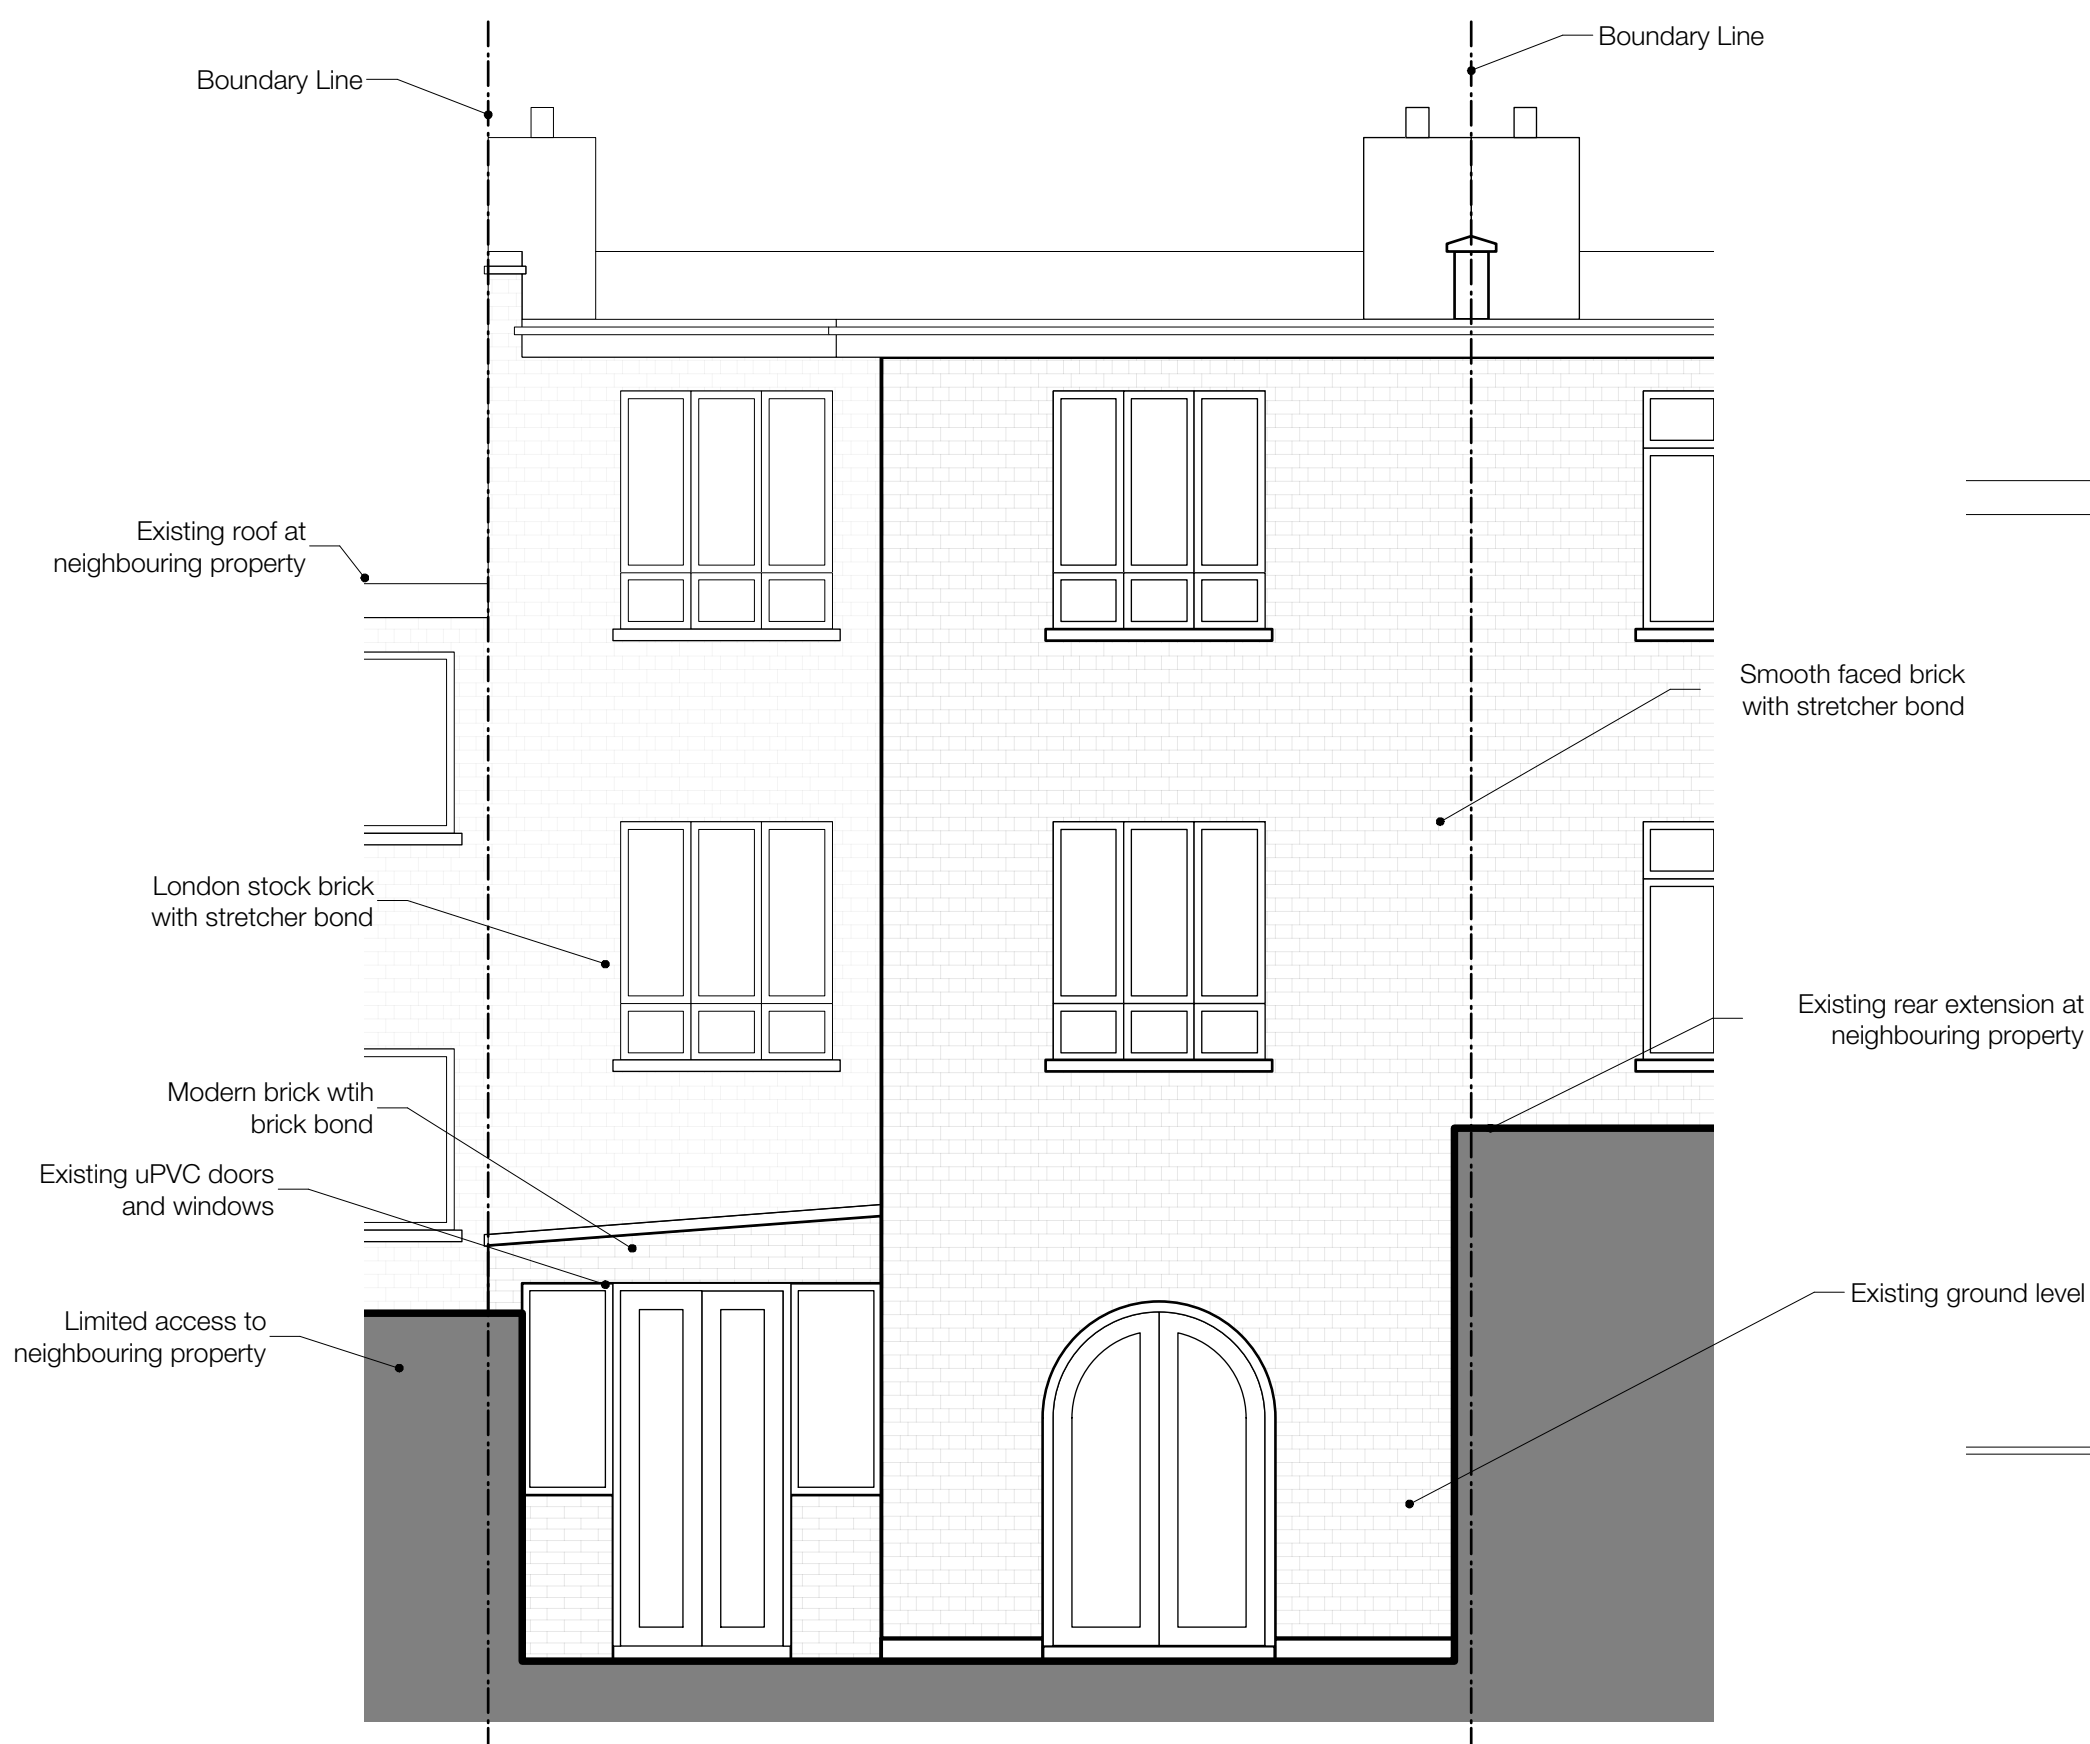 Boundary Line
Boundary Line
Existing roof at
neighbouring property
Smooth faced brick
with stretcher bond
London stock brick
with stretcher bond
Existing rear extension at
neighbouring property
Modern brick wtih
brick bond
Existing uPVC doors
and windows
Existing ground level
Limited access to
neighbouring property